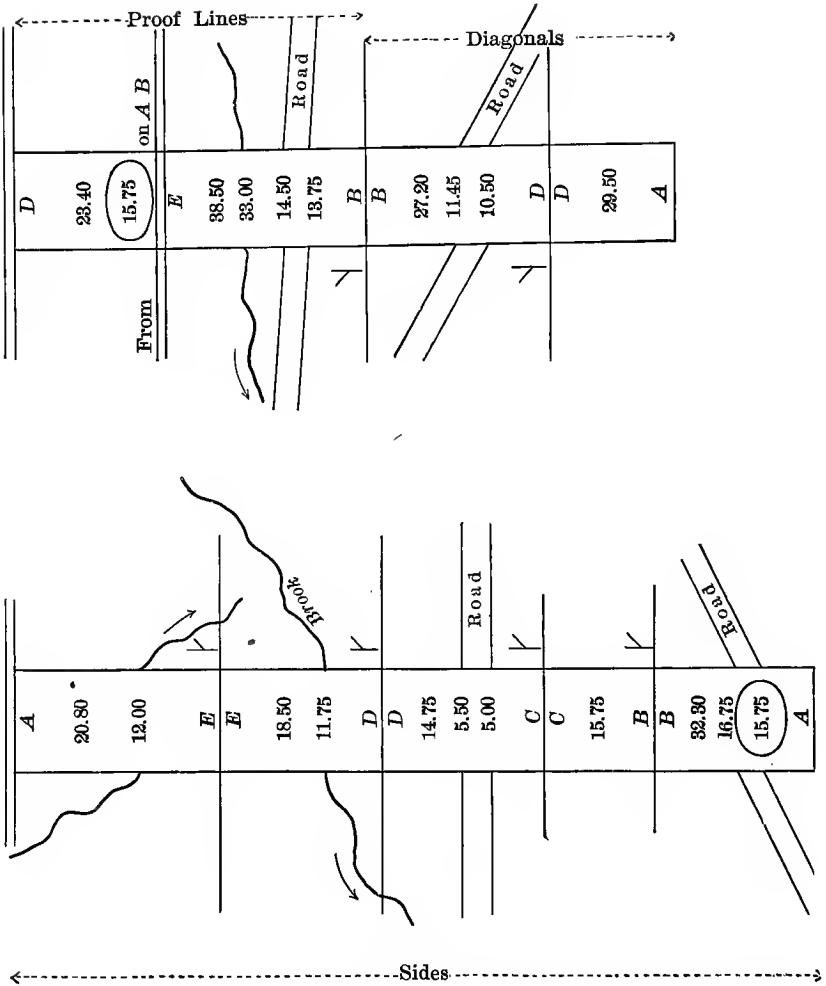 Proof Lines
Diagonals
on A B
From
D
23.40
15.75
E
38.50
33.00
14.50
13.75
B
Road
B
27.20
11.45
10.50
D
Road
D
29.50
A
A
20.80
12.00
E
E
18.50
11.75
D
Brook
D
14.75
5.50
5.00
C
Road
C
15.75
B
B
32.30
16.75
15.75
A
Road
Sides